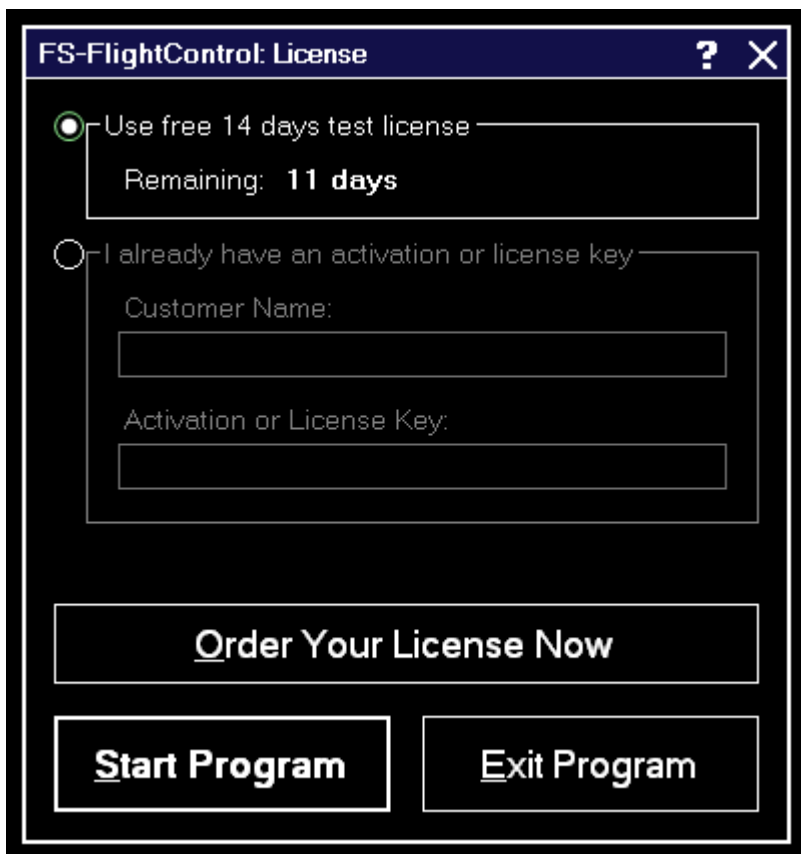 FS-FlightControl: License ? X
Use free 14 days test license
Remaining: 11 days
I already have an activation or license key
Customer Name:
Activation or License Key:
Order Your License Now
Start Program
Exit Program